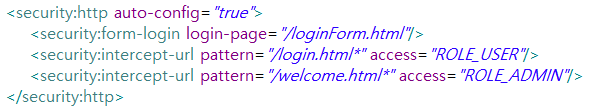 <security:http auto-config="true">
<security:form-login login-page="/loginForm.html"/>
<security:intercept-url pattern="/login.html*" access="ROLE_USER"/>
<security:intercept-url pattern="/welcome.html*" access="ROLE_ADMIN"/>
</security:http>